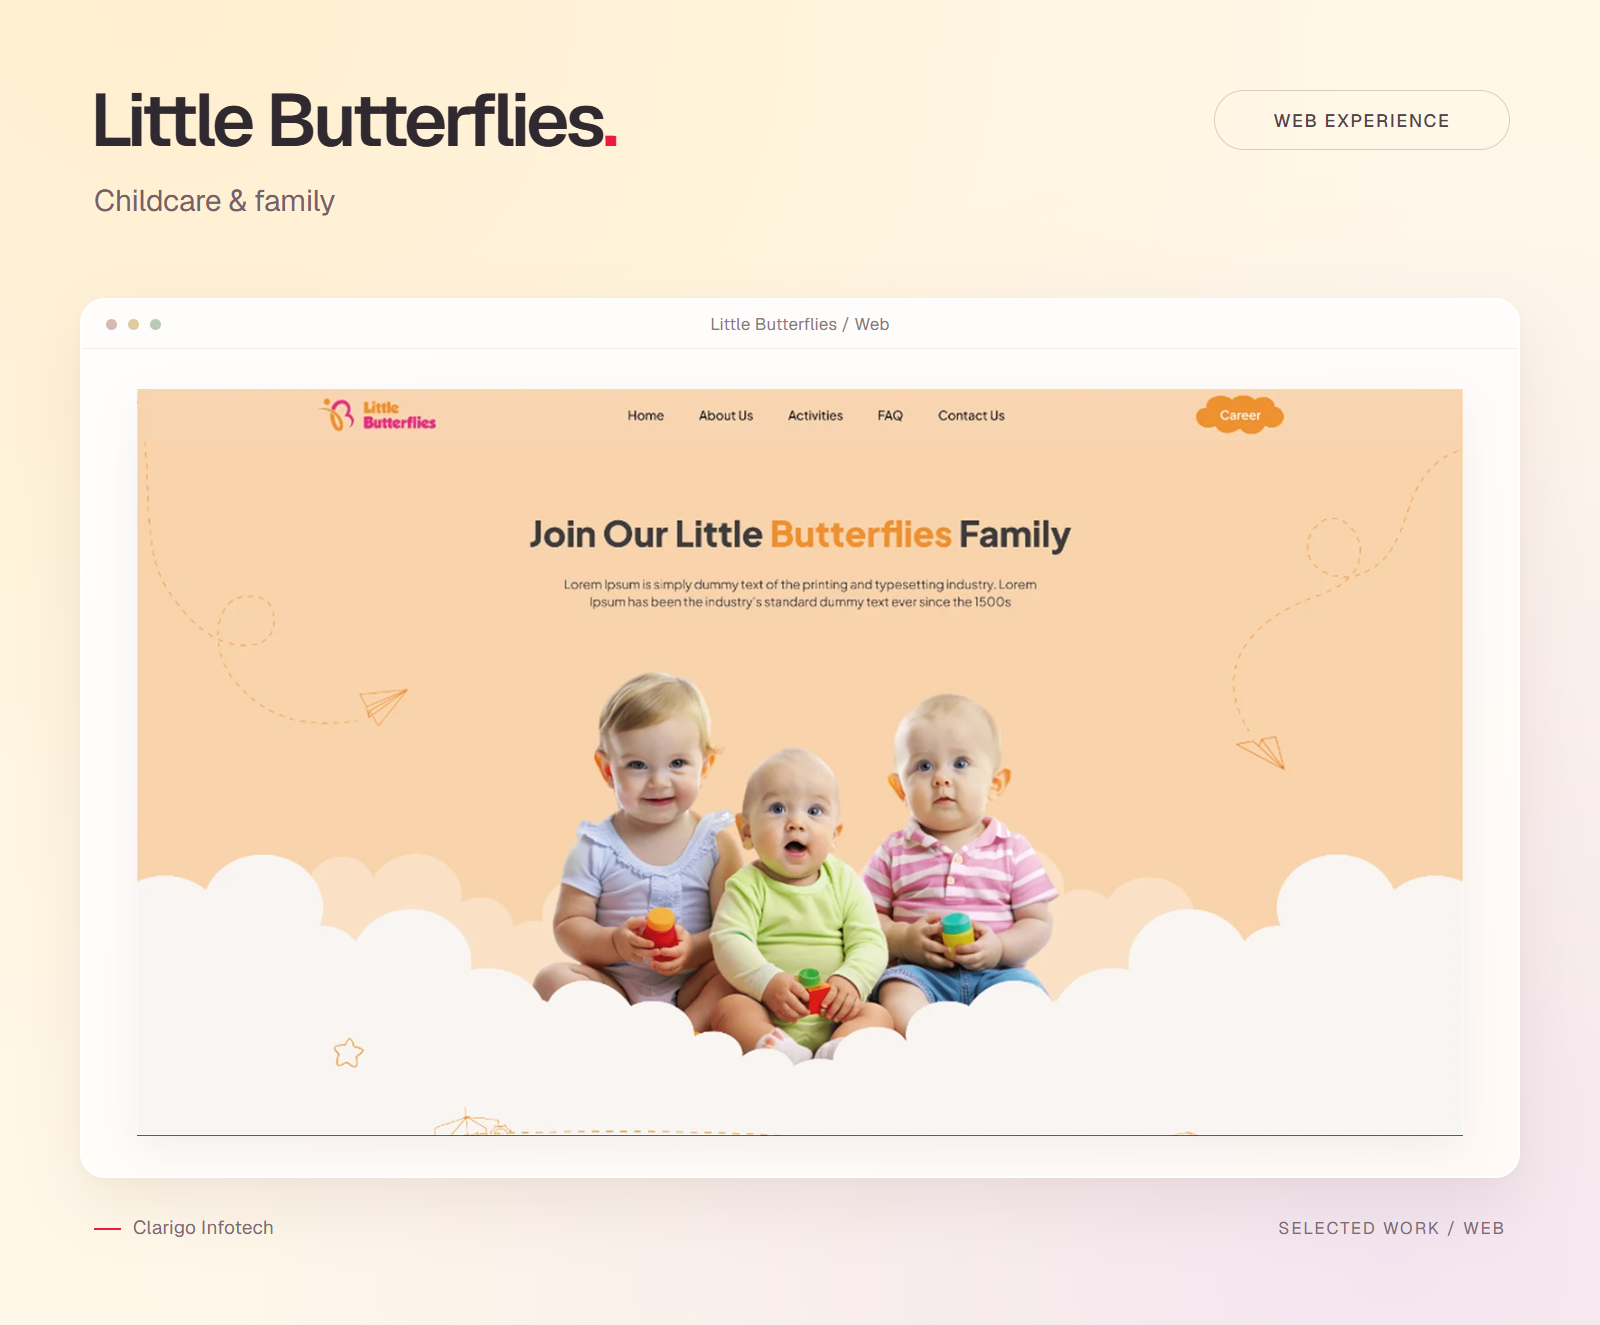 Little Butterflies.
WEB EXPERIENCE
Childcare & family
Little Butterflies / Web
Little
Butterflies
Home About Us Activities FAQ Contact Us
Career
Join Our Little Butterflies Family
Lorem Ipsum is simply dummy text of the printing and typesetting industry. Lorem
Ipsum has been the industry's standard dummy text ever since the 1500s
Clarigo Infotech
SELECTED WORK / WEB